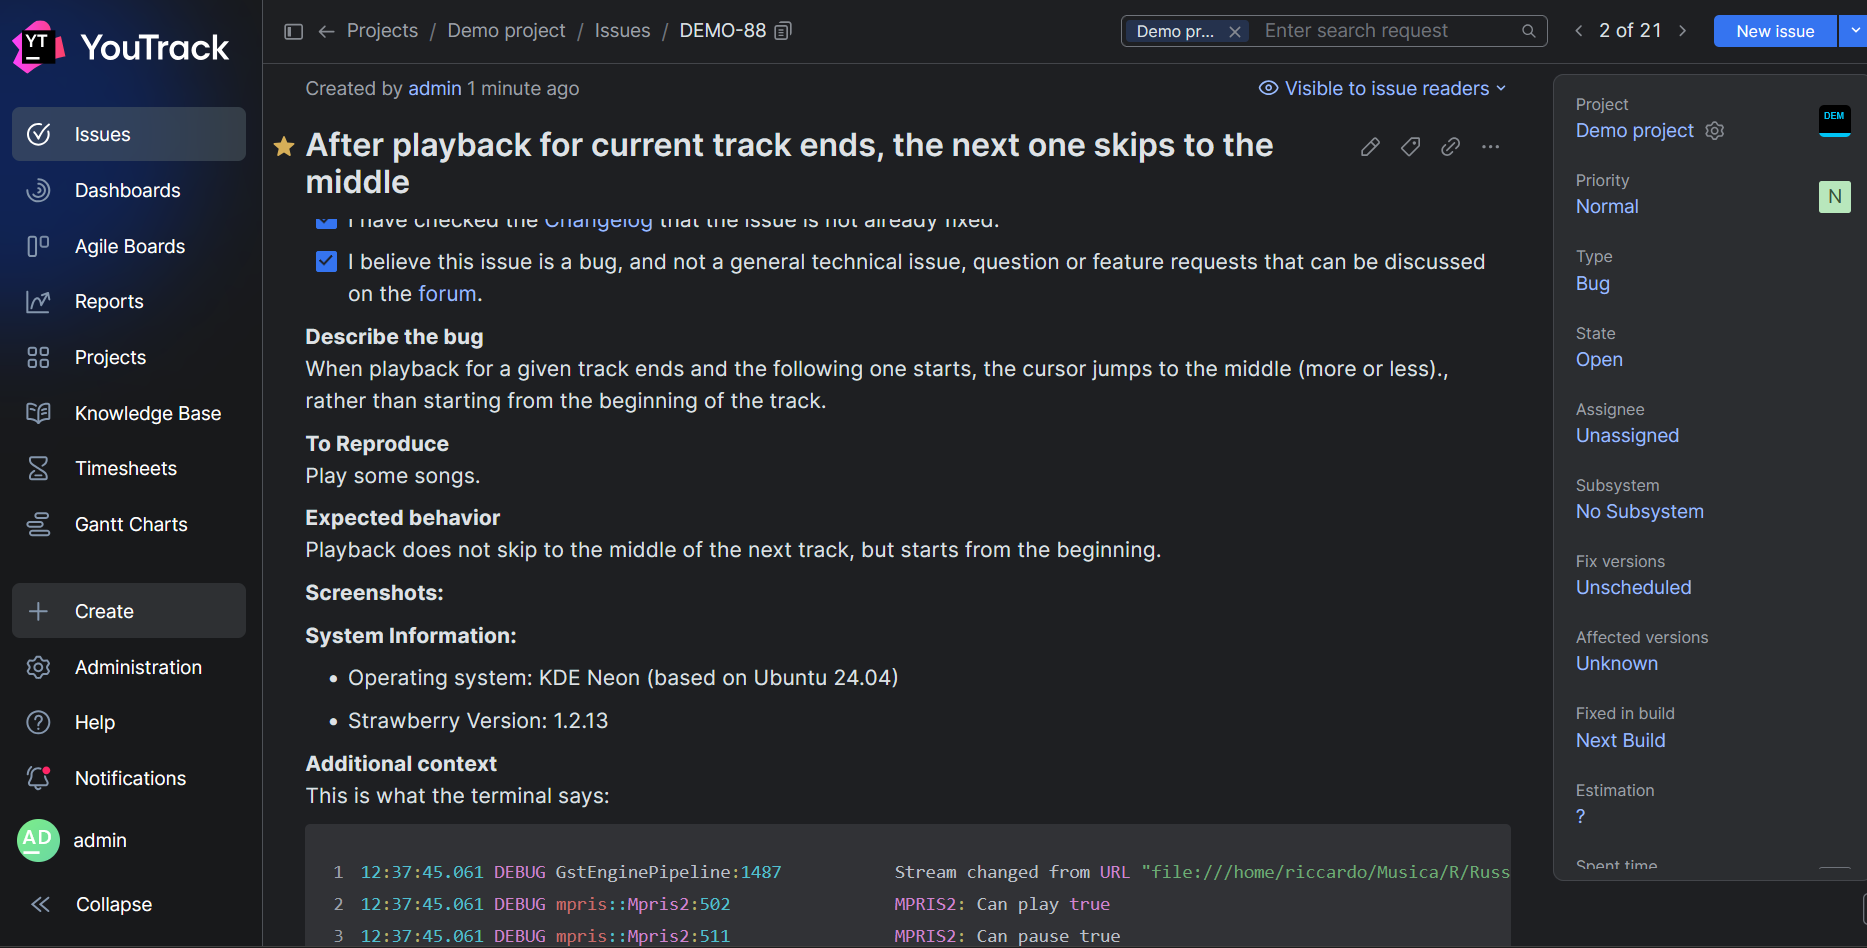 YT YouTrack
Issues
Dashboards
Agile Boards
Reports
Projects
Knowledge Base
Timesheets
Gantt Charts
Create
Administration
Help
Notifications
AD admin
Collapse
Projects / Demo project / Issues / DEMO-88
Demo pr... Enter search request
2 of 21
New issue
Created by admin 1 minute ago
Visible to issue readers
After playback for current track ends, the next one skips to the
middle
I have checked the Changelog that the issue is not already fixed.
I believe this issue is a bug, and not a general technical issue, question or feature requests that can be discussed
on the forum.
Describe the bug
When playback for a given track ends and the following one starts, the cursor jumps to the middle (more or less).,
rather than starting from the beginning of the track.
To Reproduce
Play some songs.
Expected behavior
Playback does not skip to the middle of the next track, but starts from the beginning.
Screenshots:
System Information:
• Operating system: KDE Neon (based on Ubuntu 24.04)
• Strawberry Version: 1.2.13
Additional context
This is what the terminal says:
1 12:37:45.061 DEBUG GstEnginePipeline:1487 Stream changed from URL "file:///home/riccardo/Musica/R/Russ
2 12:37:45.061 DEBUG mpris::Mpris2:502 MPRIS2: Can play true
3 12:37:45.061 DEBUG mpris::Mpris2:511 MPRIS2: Can pause true
Project
Demo project
DEM
Priority
Normal
N
Type
Bug
State
Open
Assignee
Unassigned
Subsystem
No Subsystem
Fix versions
Unscheduled
Affected versions
Unknown
Fixed in build
Next Build
Estimation
?
Spent time